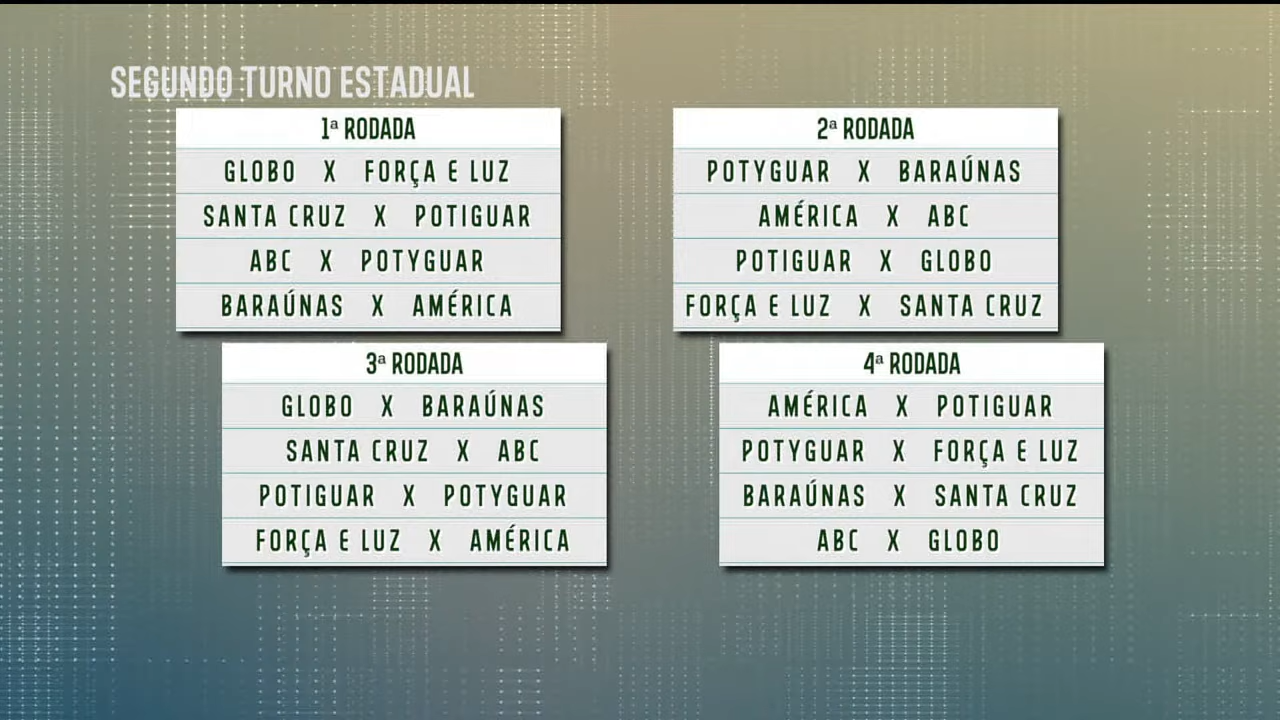 SEGUNDO TURNO ESTADUAL
1ª RODADA
GLOBO X FORÇA E LUZ
SANTA CRUZ X POTIGUAR
ABC X POTYGUAR
BARAÚNAS X AMÉRICA
2ª RODADA
POTYGUAR X BARAÚNAS
AMÉRICA X ABC
POTIGUAR X GLOBO
FORÇA E LUZ X SANTA CRUZ
3ª RODADA
GLOBO X BARAÚNAS
SANTA CRUZ X ABC
POTIGUAR X POTYGUAR
FORÇA E LUZ X AMÉRICA
4ª RODADA
AMÉRICA X POTIGUAR
POTYGUAR X FORÇA E LUZ
BARAÚNAS X SANTA CRUZ
ABC X GLOBO